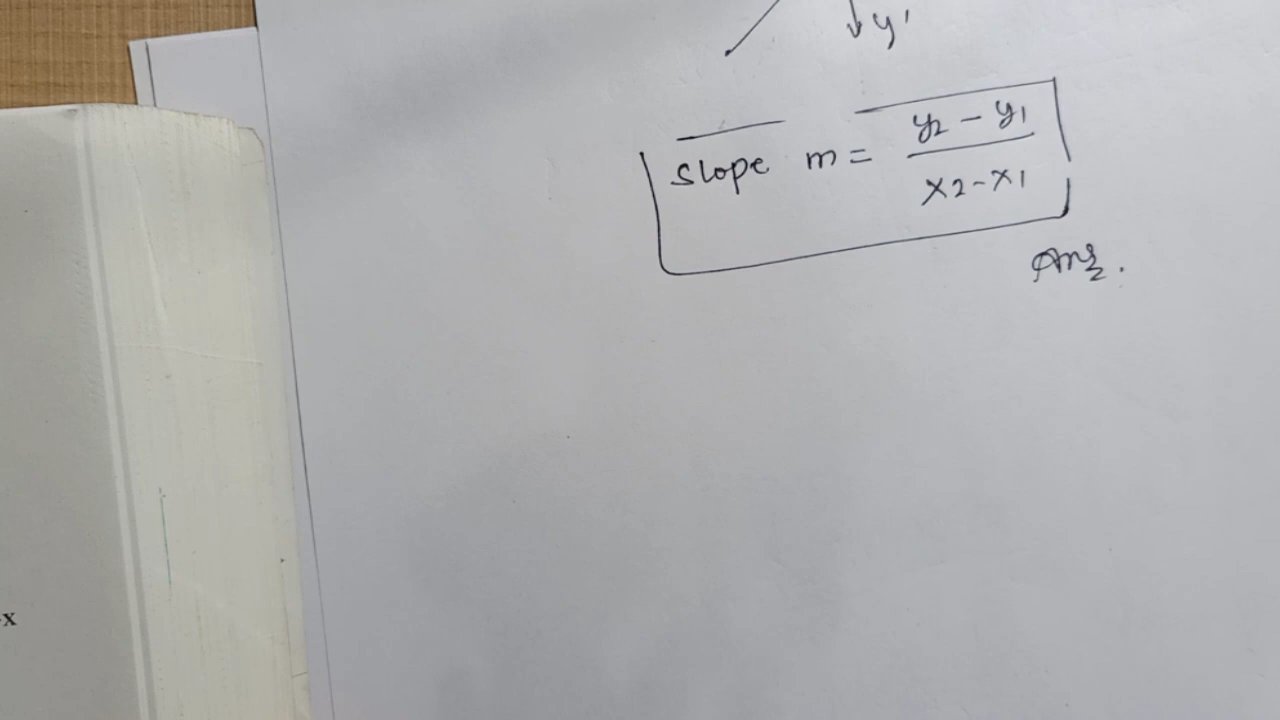 y'
slope m = y2 - y1
x2-x1
Ans.
x